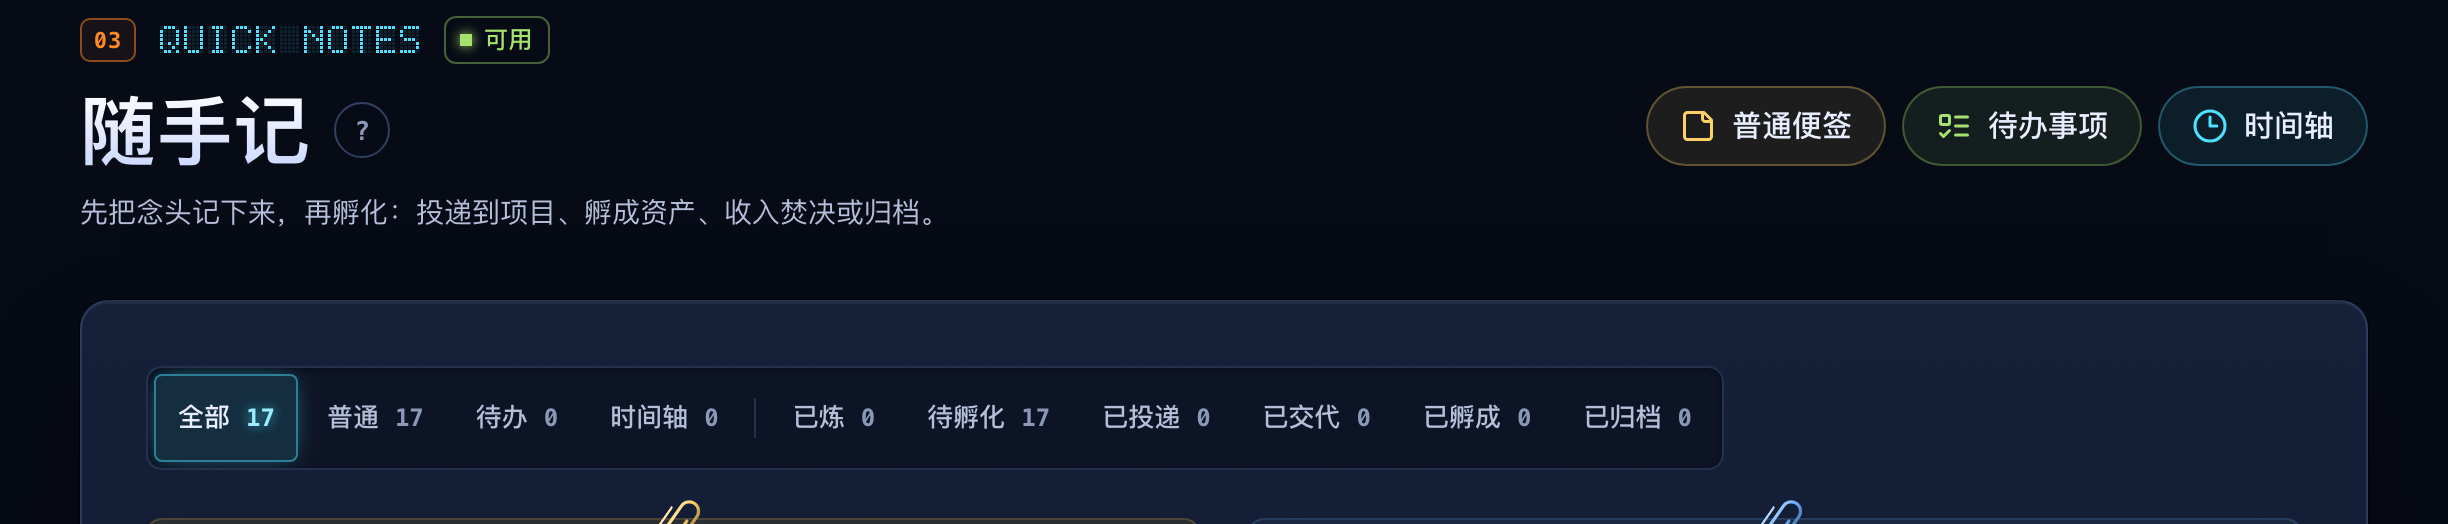 03 QUICK NOTES 可用
随手记 ?
普通便签 待办事项 时间轴
先把念头记下来，再孵化：投递到项目、孵成资产、收入焚决或归档。
全部 17 普通 17 待办 0 时间轴 0 已炼 0 待孵化 17 已投递 0 已交代 0 已孵成 0 已归档 0